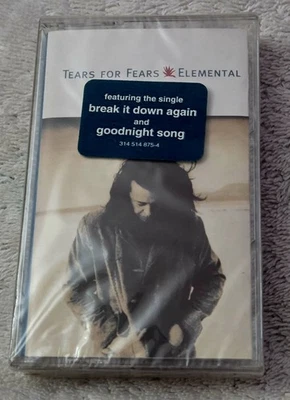 TEARS FOR FEARS ELEMENTAL
featuring the single
break it down again
and
goodnight song
314 514 875-4